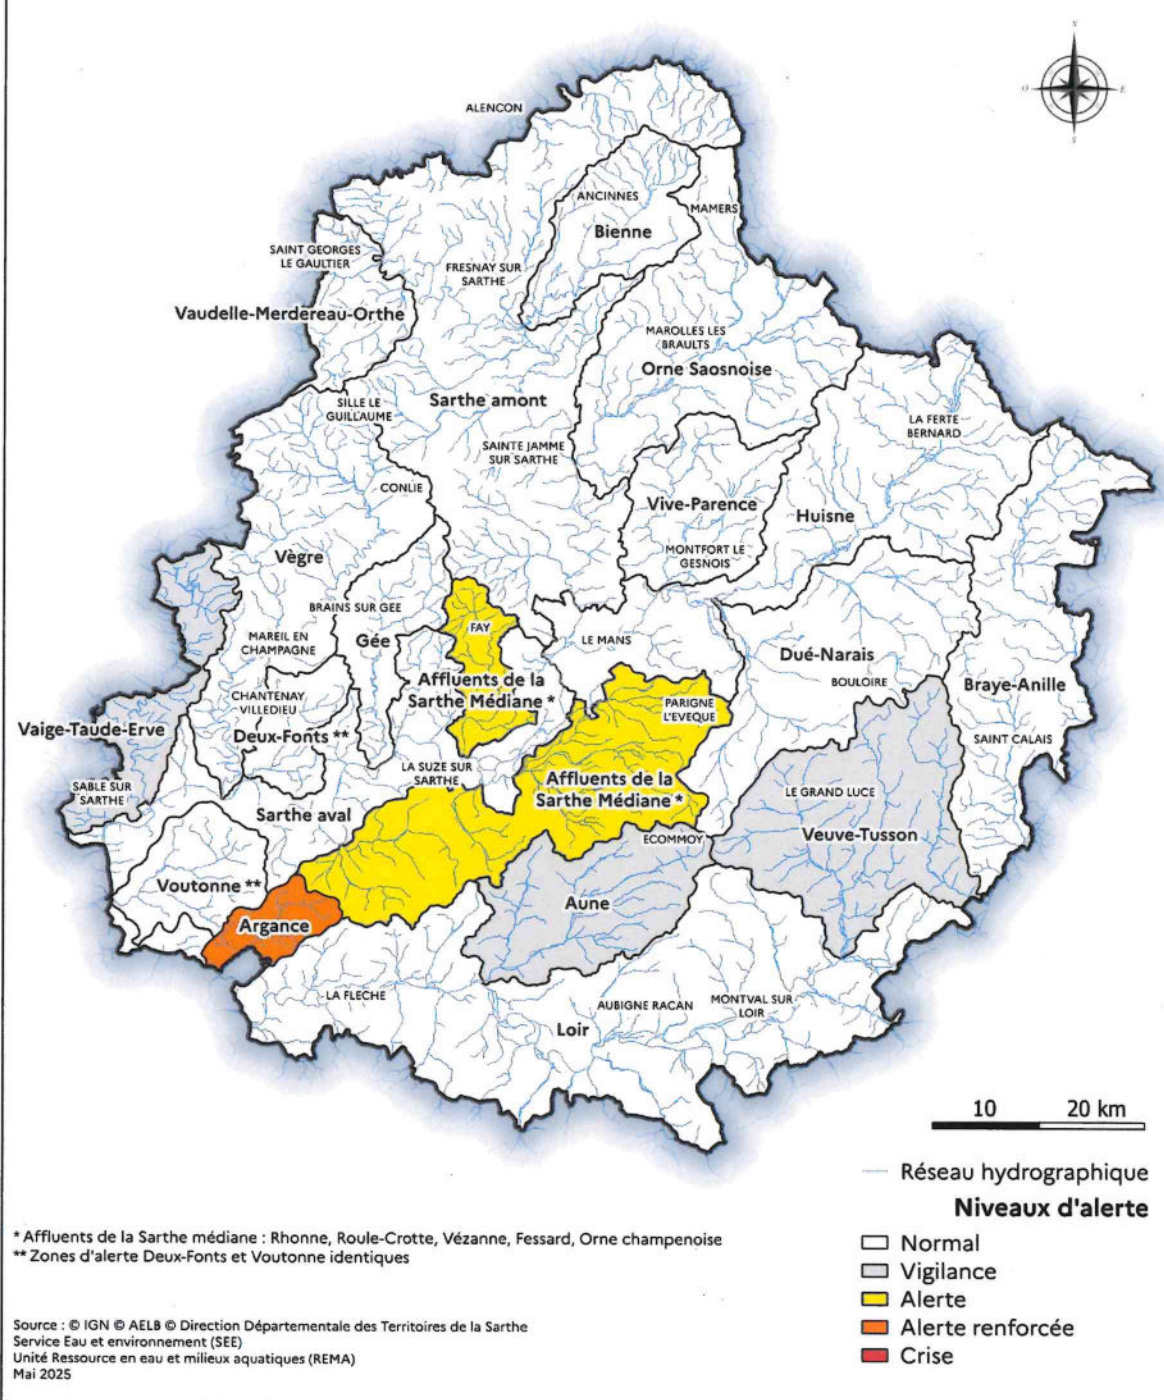 N
O
E
S
ALENCON
ANCINNES
MAMERS
Bienne
SAINT GEORGES
LE GAULTIER
FRESNAY SUR
SARTHE
Vaudelle-Merdereau-Orthe
MAROLLES LES
BRAULTS
Orne Saosnoise
SILLE LE
GUILLAUME
Sarthe amont
LA FERTE
BERNARD
SAINTE JAMME
SUR SARTHE
CONLIE
Vive-Parence
Huisne
MONTFORT LE
GESNOIS
Vègre
BRAINS SUR GEE
FAY
MAREIL EN
CHAMPAGNE
Gée
LE MANS
Dué-Narais
BOULOIRE
Affluents de la
Sarthe Médiane *
Braye-Anille
CHANTENAY
VILLEDIEU
PARIGNE
L'EVEQUE
Vaige-Taude-Erve
Deux-Fonts **
SAINT CALAIS
LA SUZE SUR
SARTHE
Affluents de la
Sarthe Médiane *
SABLE SUR
SARTHE
LE GRAND LUCE
Sarthe aval
ECOMMOY
Veuve-Tusson
Voutonne **
Aune
Argance
LA FLECHE
AUBIGNE RACAN
MONTVAL SUR
LOIR
Loir
10 20 km
Réseau hydrographique
Niveaux d'alerte
Normal
Vigilance
Alerte
Alerte renforcée
Crise
* Affluents de la Sarthe médiane : Rhonne, Roule-Crotte, Vézanne, Fessard, Orne champenoise
** Zones d'alerte Deux-Fonts et Voutonne identiques
Source : © IGN © AELB © Direction Départementale des Territoires de la Sarthe
Service Eau et environnement (SEE)
Unité Ressource en eau et milieux aquatiques (REMA)
Mai 2025